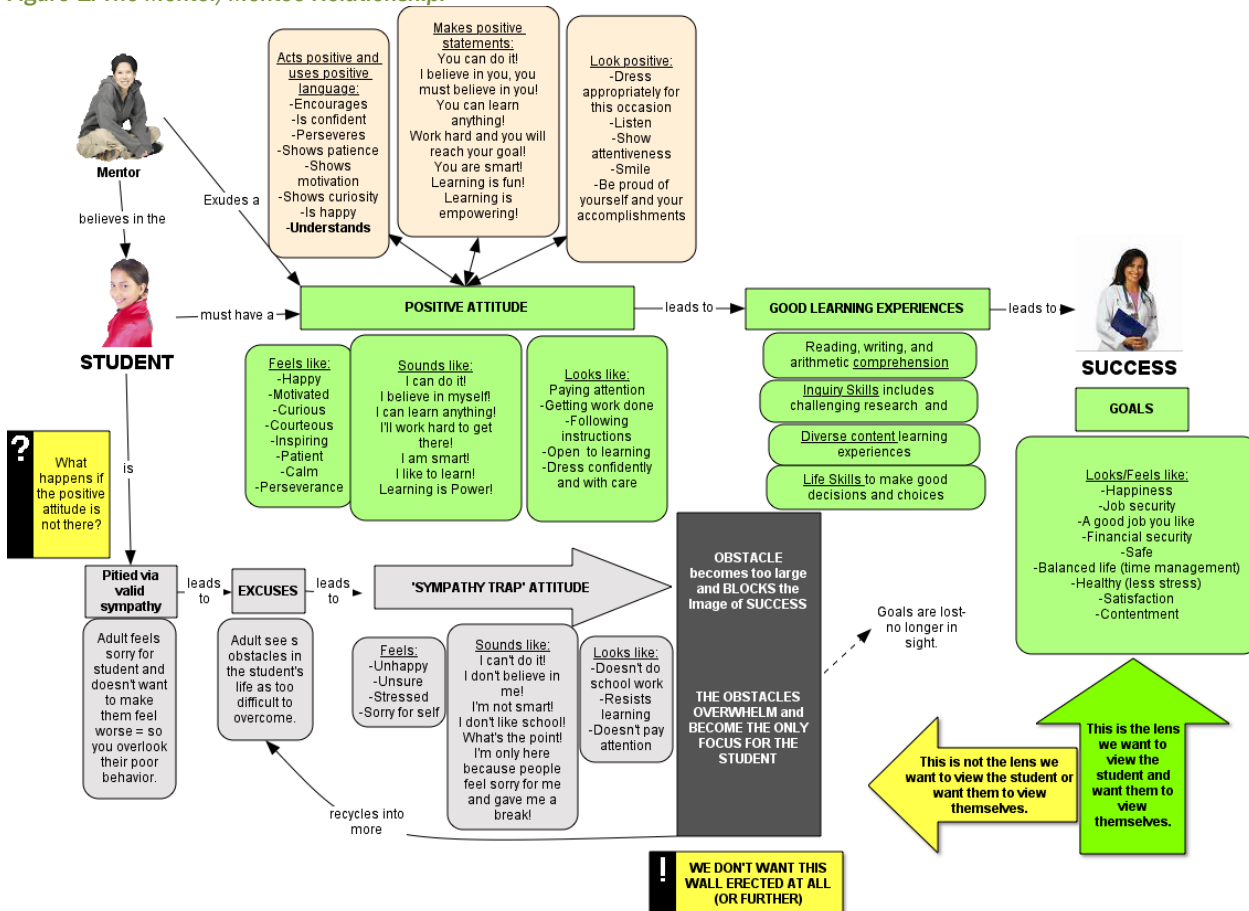 Figure 2. The Mentor/Mentee Relationship.
Mentor
believes in the
STUDENT
Exudes a
must have a
Acts positive and
uses positive
language:
-Encourages
-Is confident
-Perseveres
-Shows patience
-Shows
motivation
-Shows curiosity
-Is happy
-Understands
Makes positive
statements:
You can do it!
I believe in you, you
must believe in you!
You can learn
anything!
Work hard and you will
reach your goal!
You are smart!
Learning is fun!
Learning is
empowering!
Look positive:
-Dress
appropriately for
this occasion
-Listen
-Show
attentiveness
-Smile
-Be proud of
yourself and your
accomplishments
POSITIVE ATTITUDE
leads to
GOOD LEARNING EXPERIENCES
leads to
SUCCESS
GOALS
Feels like:
-Happy
-Motivated
-Curious
-Courteous
-Inspiring
-Patient
-Calm
-Perseverance
Sounds like:
I can do it!
I believe in myself!
I can learn anything!
I'll work hard to get
there!
I am smart!
I like to learn!
Learning is Power!
Looks like:
Paying attention
-Getting work done
-Following
instructions
-Open to learning
-Dress confidently
and with care
Reading, writing, and
arithmetic comprehension
Inquiry Skills includes
challenging research and
Diverse content learning
experiences
Life Skills to make good
decisions and choices
Looks/Feels like:
-Happiness
-Job security
-A good job you like
-Financial security
-Safe
-Balanced life (time management)
-Healthy (less stress)
-Satisfaction
-Contentment
?
What
happens if
the positive
attitude is
not there?
is
Pitied via
valid
sympathy
leads
to
EXCUSES
leads
to
'SYMPATHY TRAP' ATTITUDE
Adult feels
sorry for
student and
doesn't want
to make
them feel
worse = so
you overlook
their poor
behavior.
Adult see s
obstacles in
the student's
life as too
difficult to
overcome.
Feels:
-Unhappy
-Unsure
-Stressed
-Sorry for self
Sounds like:
I can't do it!
I don't believe in
me!
I'm not smart!
I don't like school!
What's the point!
I'm only here
because people
feel sorry for me
and gave me a
break!
Looks like:
-Doesn't do
school work
-Resists
learning
-Doesn't pay
attention
OBSTACLE
becomes too large
and BLOCKS the
Image of SUCCESS
THE OBSTACLES
OVERWHELM and
BECOME THE ONLY
FOCUS FOR THE
STUDENT
Goals are lost-
no longer in
sight.
recycles into
more
This is not the lens we
want to view the student or
want them to view
themselves.
This is the lens
we want to
view the
student and
want them to
view
themselves.
!
WE DON'T WANT THIS
WALL ERECTED AT ALL
(OR FURTHER)